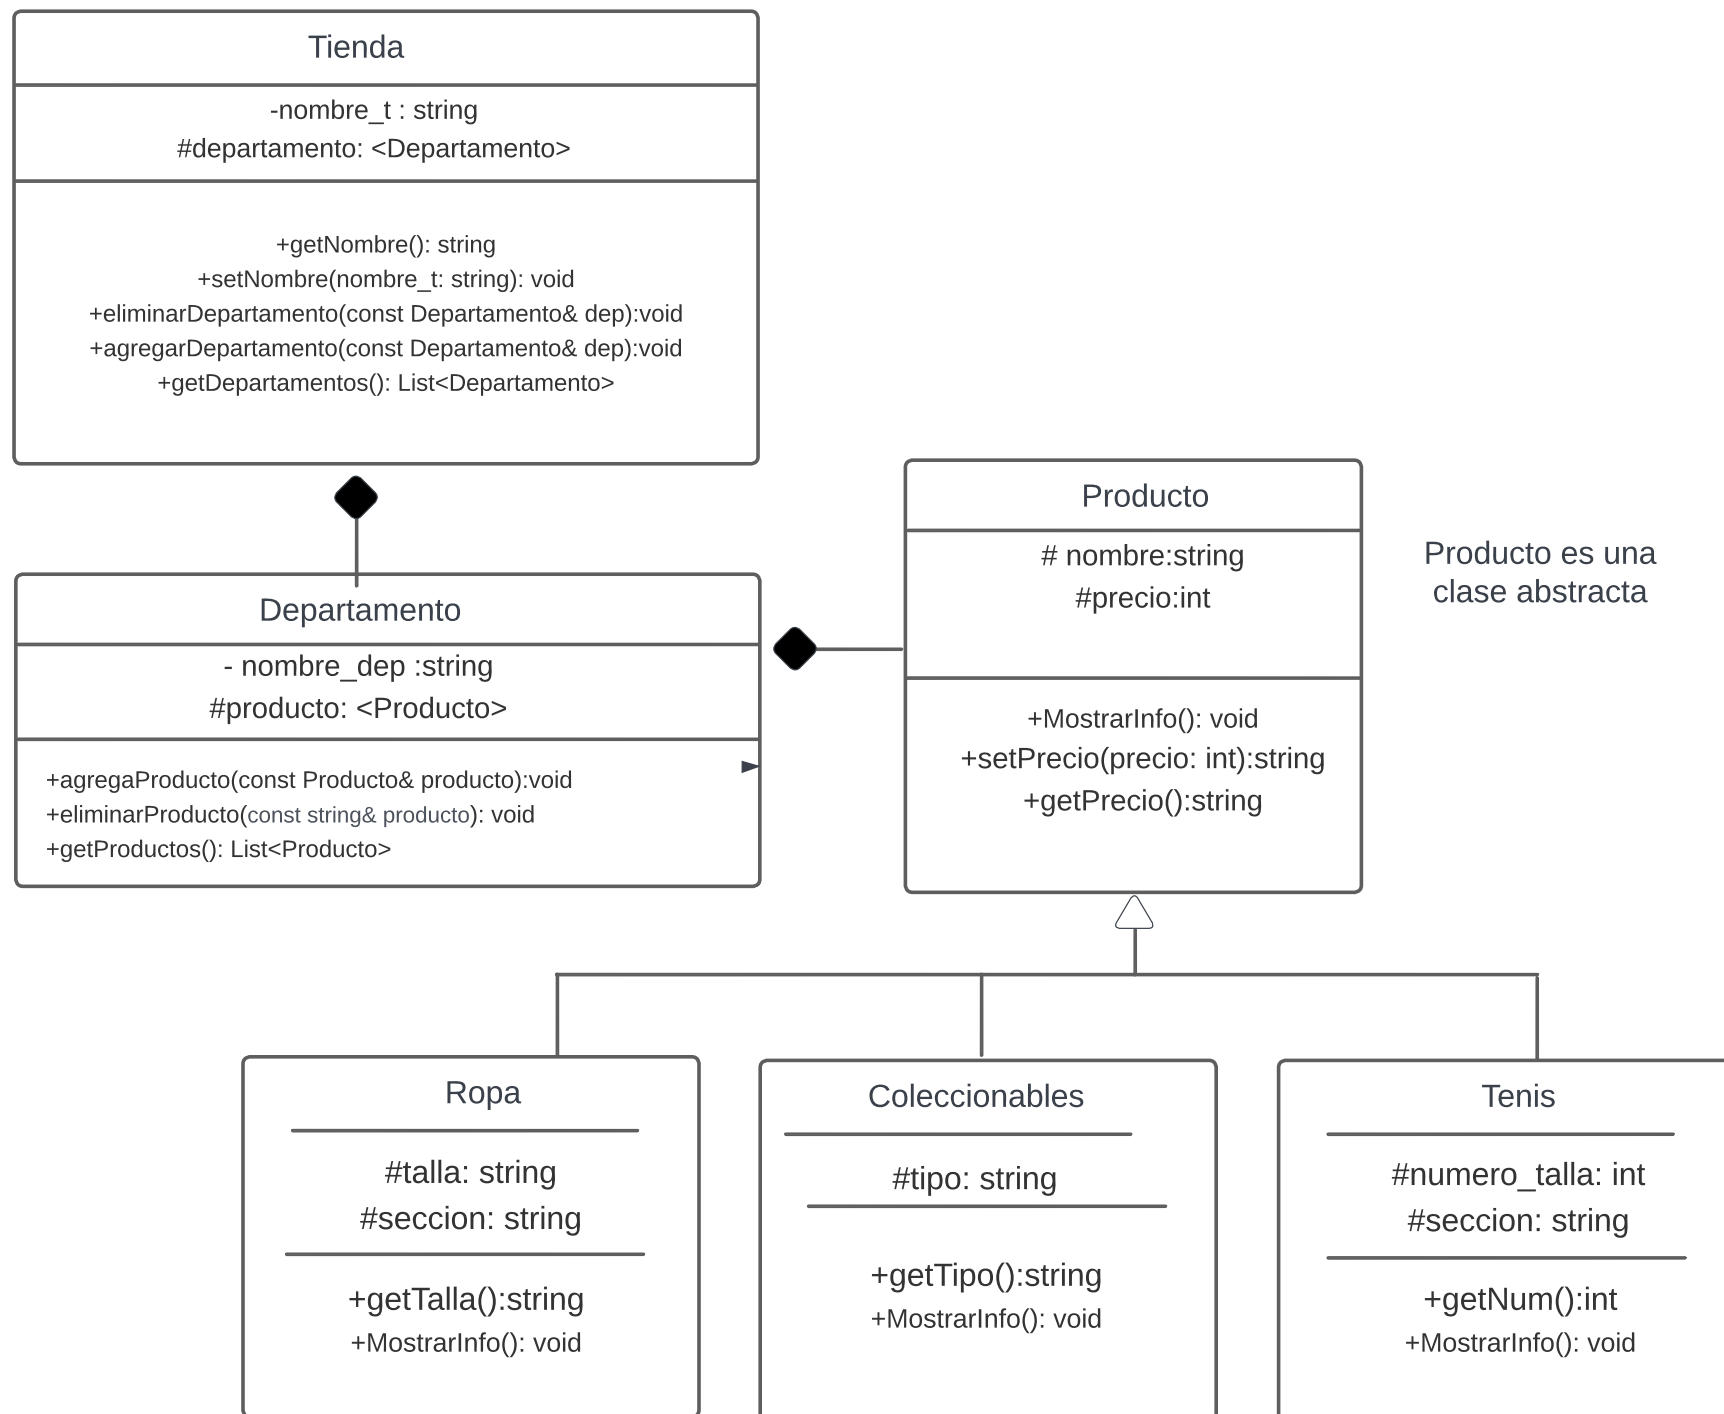 Tienda
-nombre_t : string
#departamento: <Departamento>
+getNombre(): string
+setNombre(nombre_t: string): void
+eliminarDepartamento(const Departamento& dep):void
+agregarDepartamento(const Departamento& dep):void
+getDepartamentos(): List<Departamento>
Departamento
- nombre_dep :string
#producto: <Producto>
+agregaProducto(const Producto& producto):void
+eliminarProducto(const string& producto): void
+getProductos(): List<Producto>
Producto
# nombre:string
#precio:int
+MostrarInfo(): void
+setPrecio(precio: int):string
+getPrecio():string
Producto es una
clase abstracta
Ropa
#talla: string
#seccion: string
+getTalla():string
+MostrarInfo(): void
Coleccionables
#tipo: string
+getTipo():string
+MostrarInfo(): void
Tenis
#numero_talla: int
#seccion: string
+getNum():int
+MostrarInfo(): void